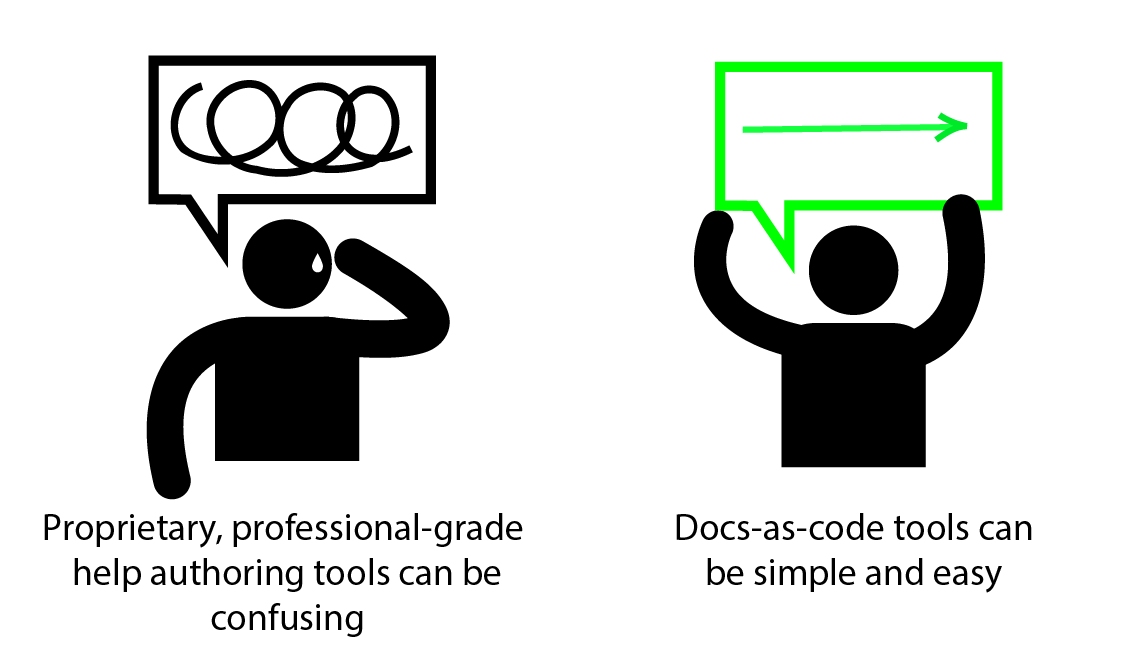 Proprietary, professional-grade
help authoring tools can be
confusing
Docs-as-code tools can
be simple and easy